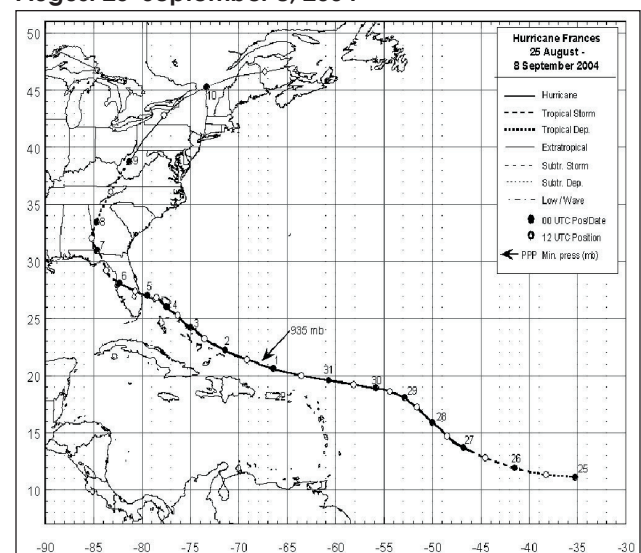 August 25–September 8, 2004
Hurricane Frances
25 August -
8 September 2004
Hurricane
Tropical Storm
Tropical Dep.
Extratropical
Subtr. Storm
Subtr. Dep.
Low / Wave
00 UTC Pos/Date
12 UTC Position
PPP Min. press (mb)
50
45
40
35
30
25
20
15
10
10
9
8
7
6
5
4
3
2
935 mb
1
31
30
29
28
27
26
25
-90
-85
-80
-75
-70
-65
-60
-55
-50
-45
-40
-35
-30